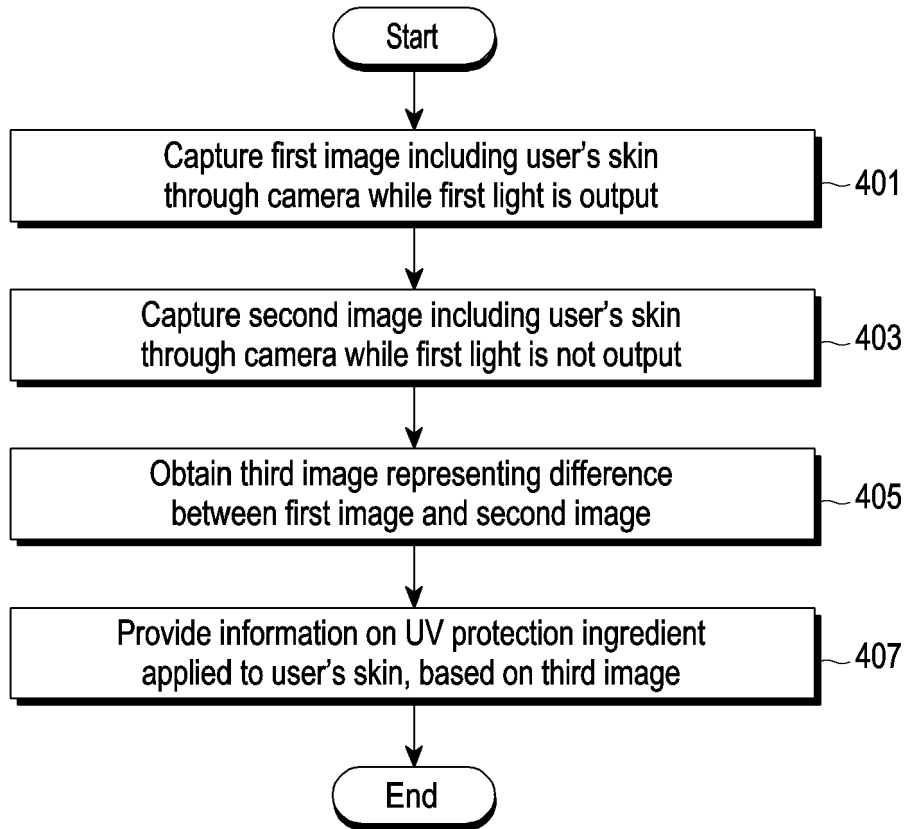 Start
Capture first image including user's skin
through camera while first light is output
401
Capture second image including user's skin
through camera while first light is not output
403
Obtain third image representing difference
between first image and second image
405
Provide information on UV protection ingredient
applied to user's skin, based on third image
407
End